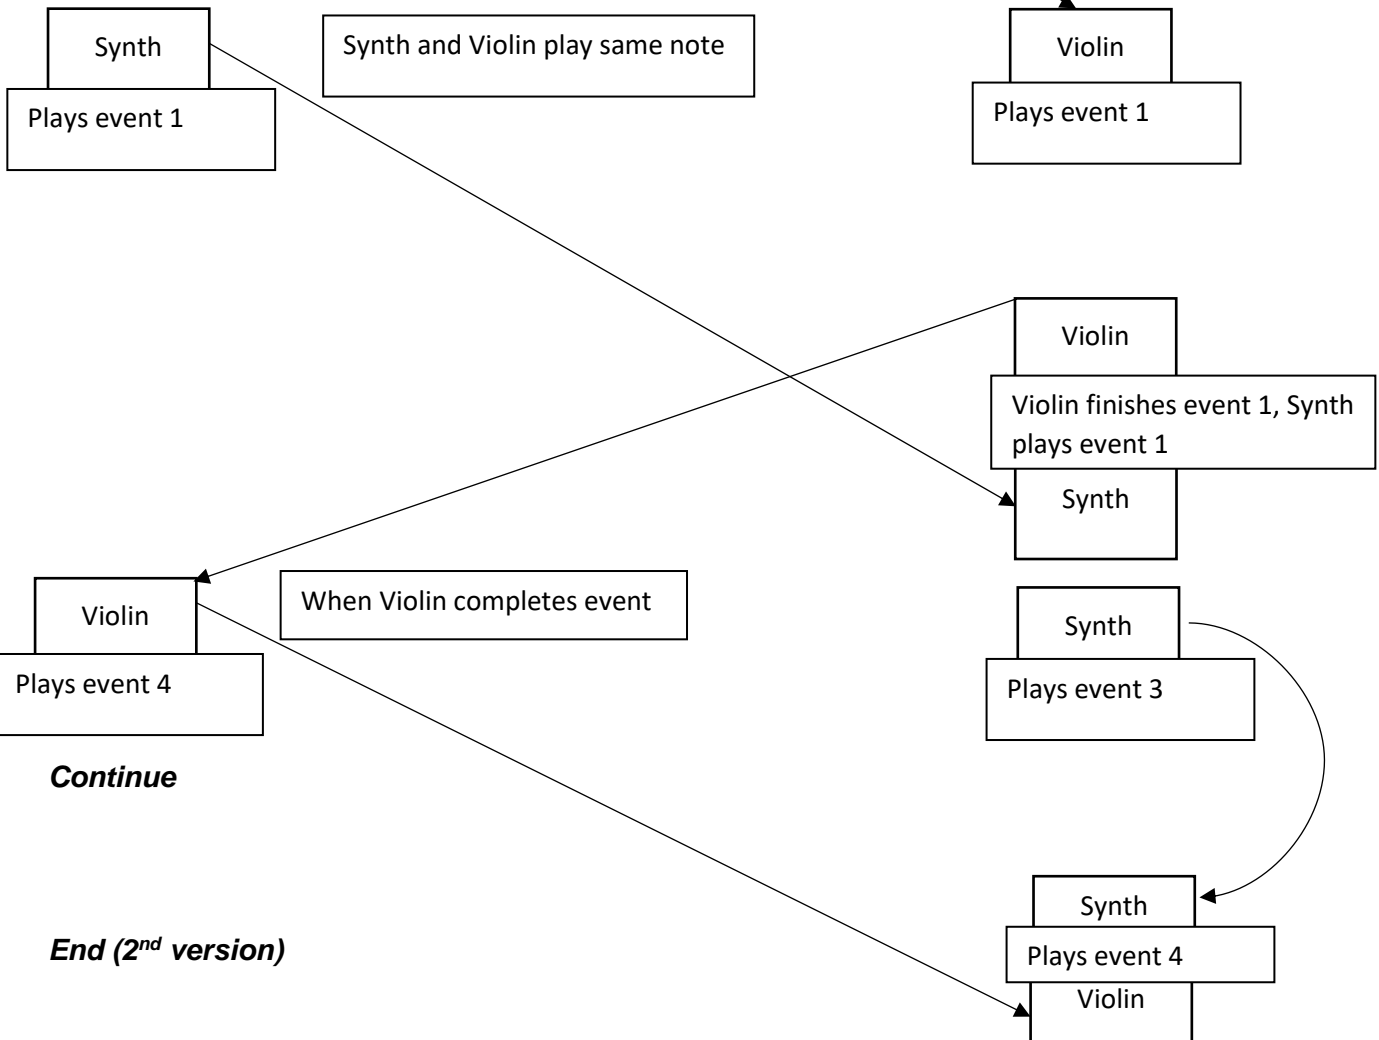 Synth
Synth and Violin play same note
Violin
Plays event 1
Plays event 1
Violin
Violin finishes event 1, Synth
plays event 1
Synth
Violin
When Violin completes event
Synth
Plays event 4
Plays event 3
Continue
Synth
End (2nd version)
Plays event 4
Violin